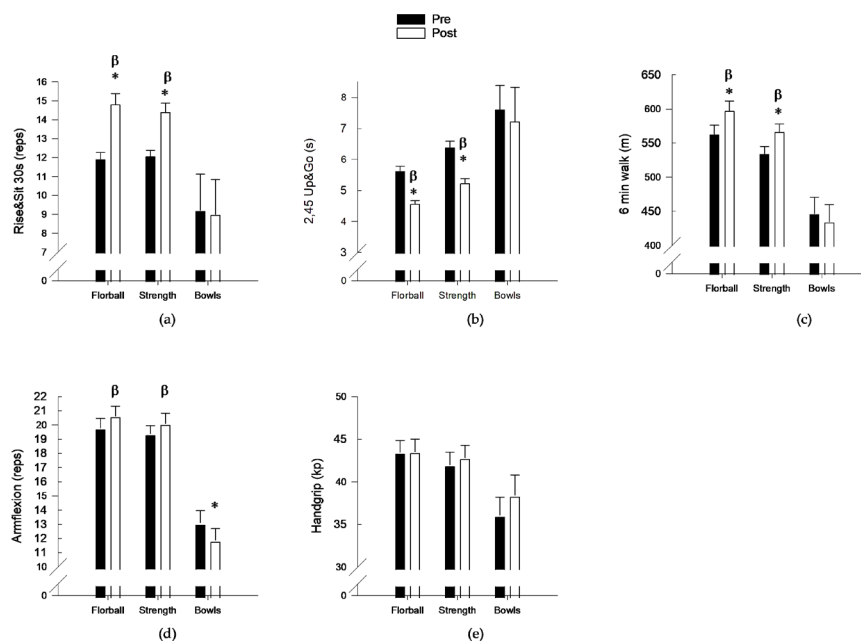 Pre
Post
Rise&Sit 30s (reps)
16
15
14
13
12
11
10
9
8
7
0
β
*
β
*
Florball
Strength
Bowls
(a)
2,45 Up&Go (s)
8
7
6
5
4
3
0
β
*
β
*
Florball
Strength
Bowls
(b)
6 min walk (m)
650
600
550
500
450
400
0
β
*
β
*
Florball
Strength
Bowls
(c)
Armflexion (reps)
22
21
20
19
18
17
16
15
14
13
12
11
10
0
β
β
*
Florball
Strength
Bowls
(d)
Handgrip (kp)
50
45
40
35
30
0
Florball
Strength
Bowls
(e)